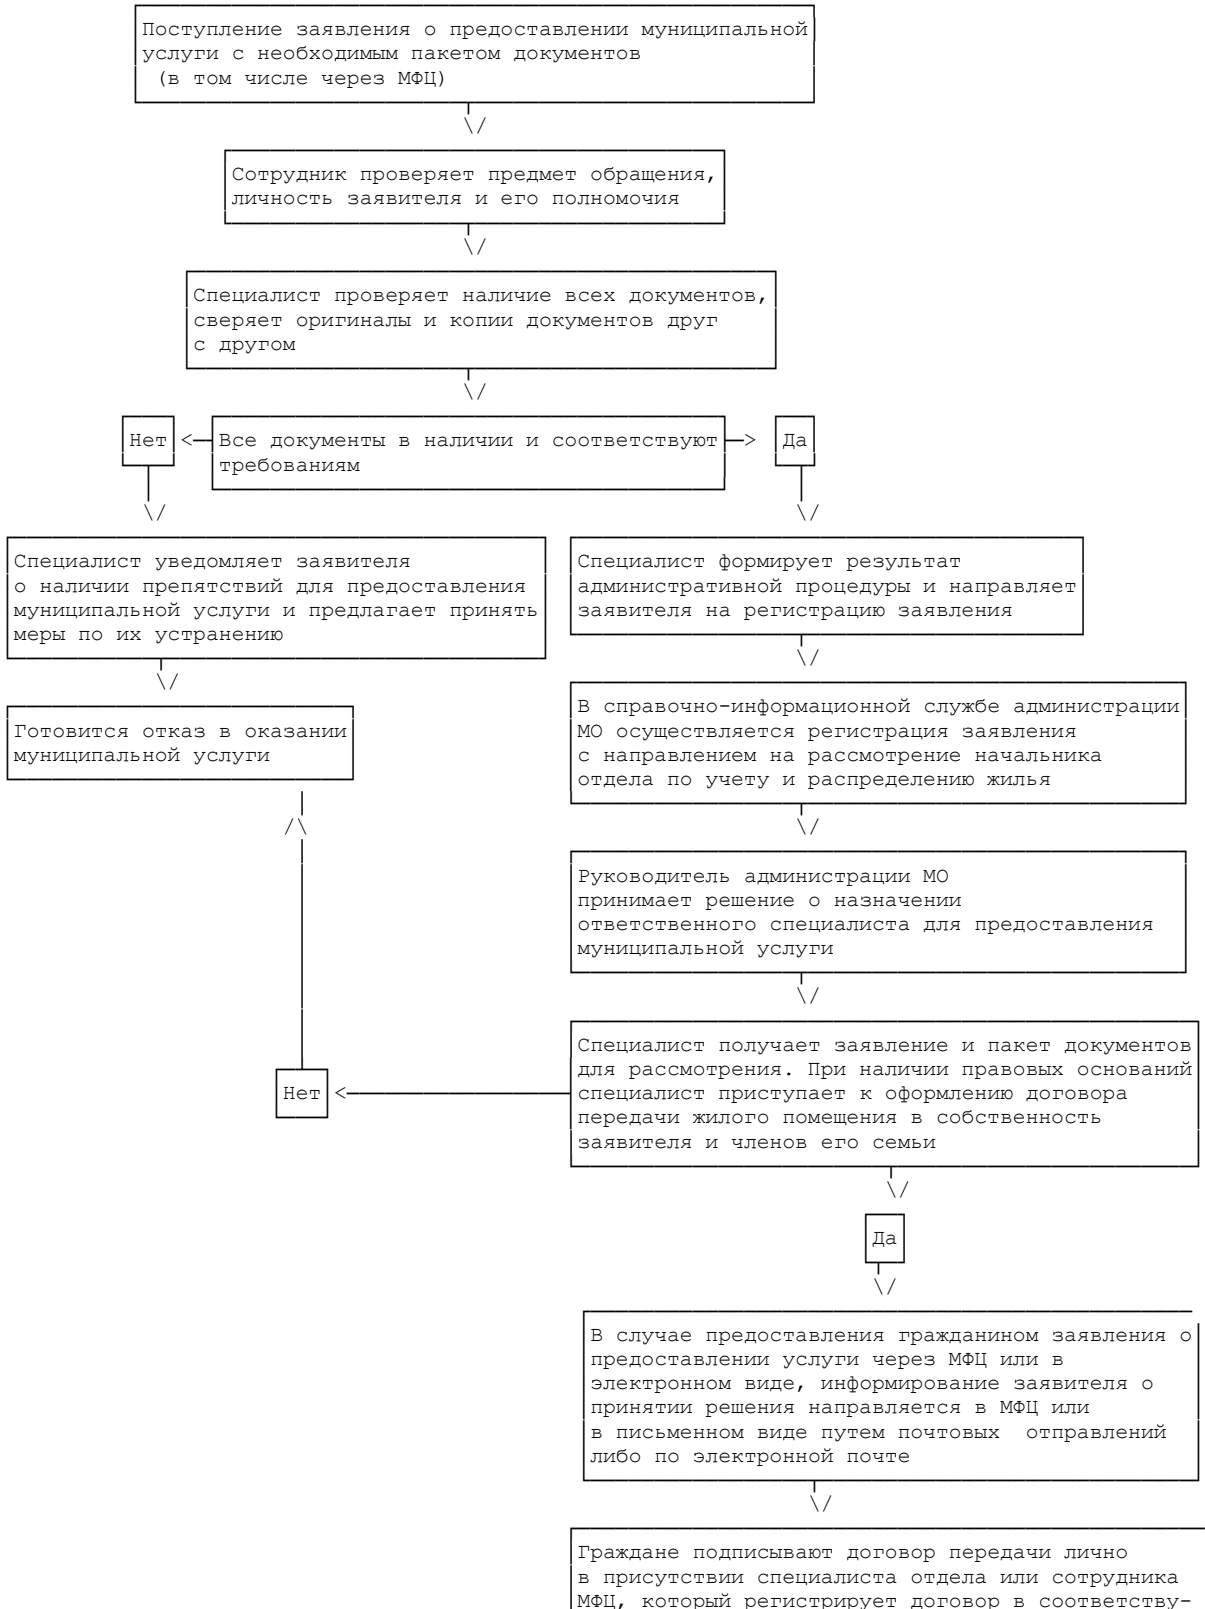 Поступление заявления о предоставлении муниципальной
услуги с необходимым пакетом документов
(в том числе через МФЦ)
Сотрудник проверяет предмет обращения,
личность заявителя и его полномочия
Специалист проверяет наличие всех документов,
сверяет оригиналы и копии документов друг
с другом
Нет
Все документы в наличии и соответствуют
требованиям
Да
Специалист уведомляет заявителя
о наличии препятствий для предоставления
муниципальной услуги и предлагает принять
меры по их устранению
Специалист формирует результат
административной процедуры и направляет
заявителя на регистрацию заявления
Готовится отказ в оказании
муниципальной услуги
В справочно-информационной службе администрации
МО осуществляется регистрация заявления
с направлением на рассмотрение начальника
отдела по учету и распределению жилья
Руководитель администрации МО
принимает решение о назначении
ответственного специалиста для предоставления
муниципальной услуги
Специалист получает заявление и пакет документов
для рассмотрения. При наличии правовых оснований
специалист приступает к оформлению договора
передачи жилого помещения в собственность
заявителя и членов его семьи
Нет
Да
В случае предоставления гражданином заявления о
предоставлении услуги через МФЦ или в
электронном виде, информирование заявителя о
принятии решения направляется в МФЦ или
в письменном виде путем почтовых  отправлений
либо по электронной почте
Граждане подписывают договор передачи лично
в присутствии специалиста отдела или сотрудника
МФЦ, который регистрирует договор в соответству-